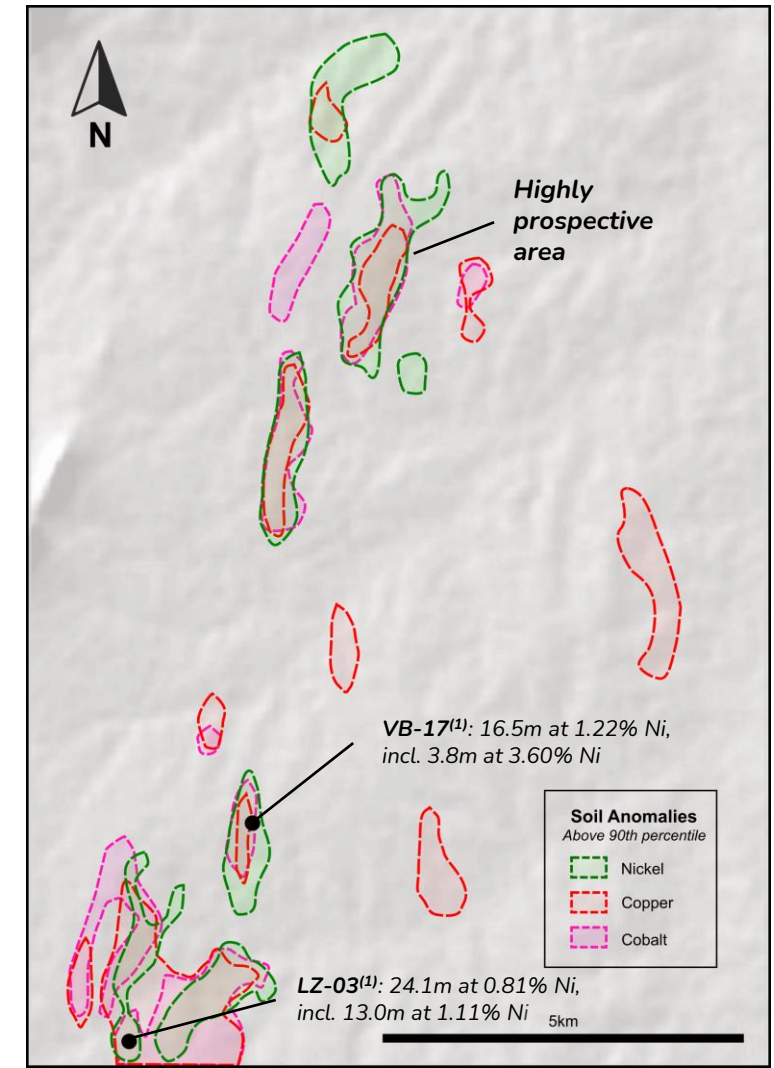 N
Highly
prospective
area
VB-17(1): 16.5m at 1.22% Ni,
incl. 3.8m at 3.60% Ni
Soil Anomalies
Above 90th percentile
Nickel
Copper
Cobalt
LZ-03(1): 24.1m at 0.81% Ni,
incl. 13.0m at 1.11% Ni
5km